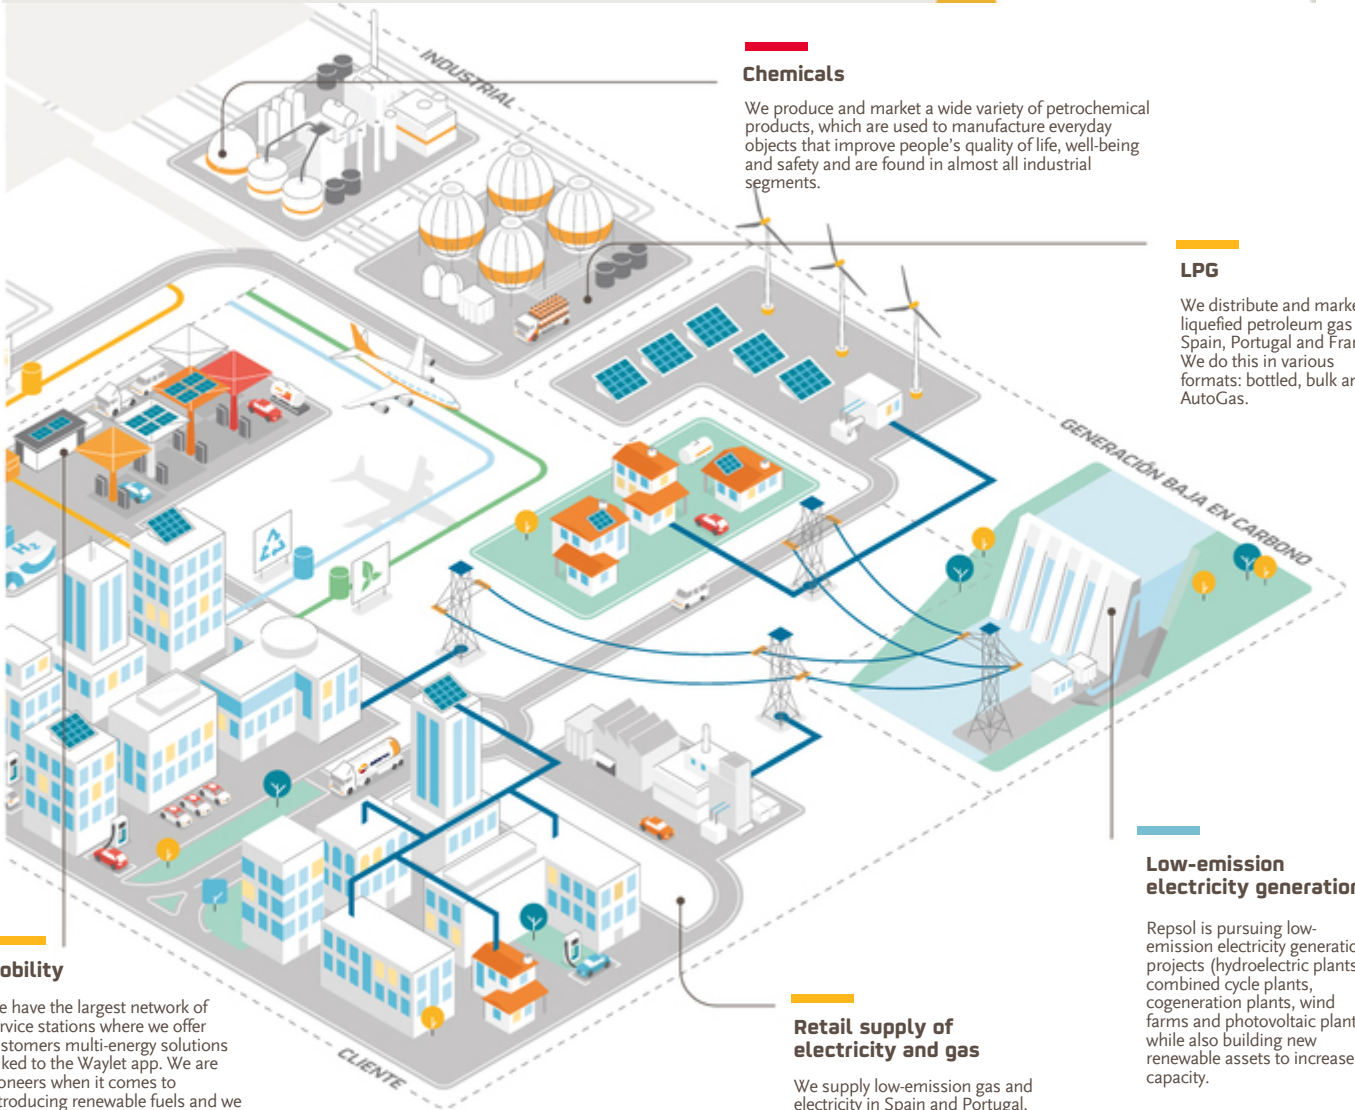 INDUSTRIAL
Chemicals
We produce and market a wide variety of petrochemical
products, which are used to manufacture everyday
objects that improve people's quality of life, well-being
and safety and are found in almost all industrial
segments.
LPG
We distribute and marke
liquefied petroleum gas
Spain, Portugal and Fran
We do this in various
formats: bottled, bulk an
AutoGas.
GENERACIÓN BAJA EN CARBONO
H2
Low-emission
electricity generation
Repsol is pursuing low-
emission electricity generatio
projects (hydroelectric plants
combined cycle plants,
cogeneration plants, wind
farms and photovoltaic plant
while also building new
renewable assets to increase
capacity.
obility
e have the largest network of
rvice stations where we offer
ustomers multi-energy solutions
ked to the Waylet app. We are
oneers when it comes to
troducing renewable fuels and we
CLIENTE
Retail supply of
electricity and gas
We supply low-emission gas and
electricity in Spain and Portugal.